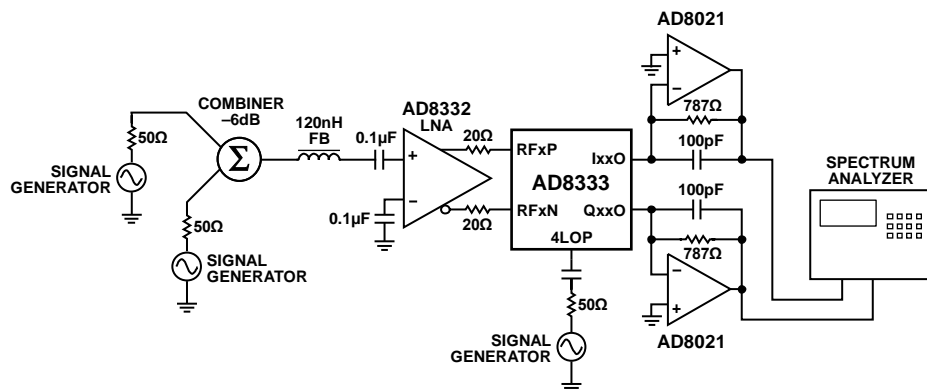 AD8021
787Ω
100pF
COMBINER
–6dB
50Ω
Σ
SIGNAL
GENERATOR
50Ω
SIGNAL
GENERATOR
120nH
FB
0.1µF
AD8332
LNA
+
–
0.1µF
20Ω
20Ω
RFxP
IxxO
AD8333
RFxN
QxxO
4LOP
50Ω
SIGNAL
GENERATOR
+
–
100pF
787Ω
–
+
AD8021
SPECTRUM
ANALYZER